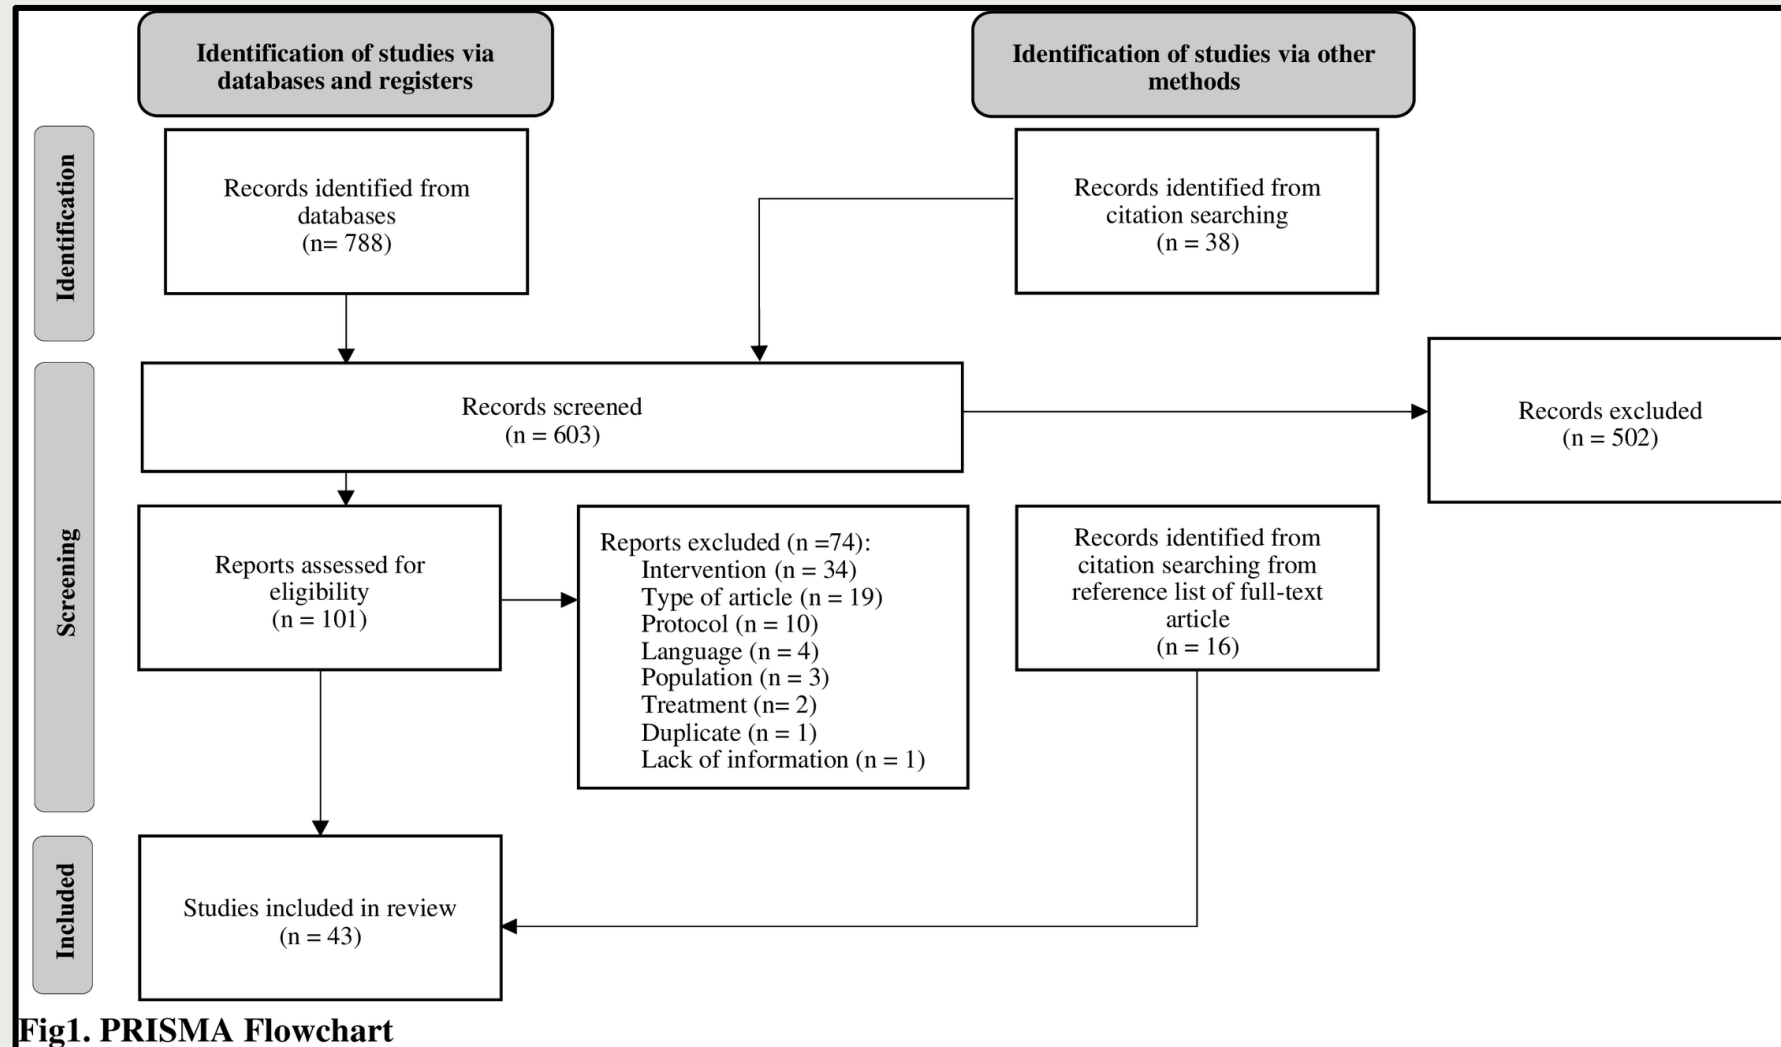 Identification of studies via
databases and registers
Identification of studies via other
methods
Identification
Records identified from
databases
(n= 788)
Records identified from
citation searching
(n = 38)
Screening
Records screened
(n = 603)
Records excluded
(n = 502)
Reports assessed for
eligibility
(n = 101)
Reports excluded (n =74):
Intervention (n = 34)
Type of article (n = 19)
Protocol (n = 10)
Language (n = 4)
Population (n = 3)
Treatment (n= 2)
Duplicate (n = 1)
Lack of information (n = 1)
Records identified from
citation searching from
reference list of full-text
article
(n = 16)
Included
Studies included in review
(n = 43)
Fig1. PRISMA Flowchart